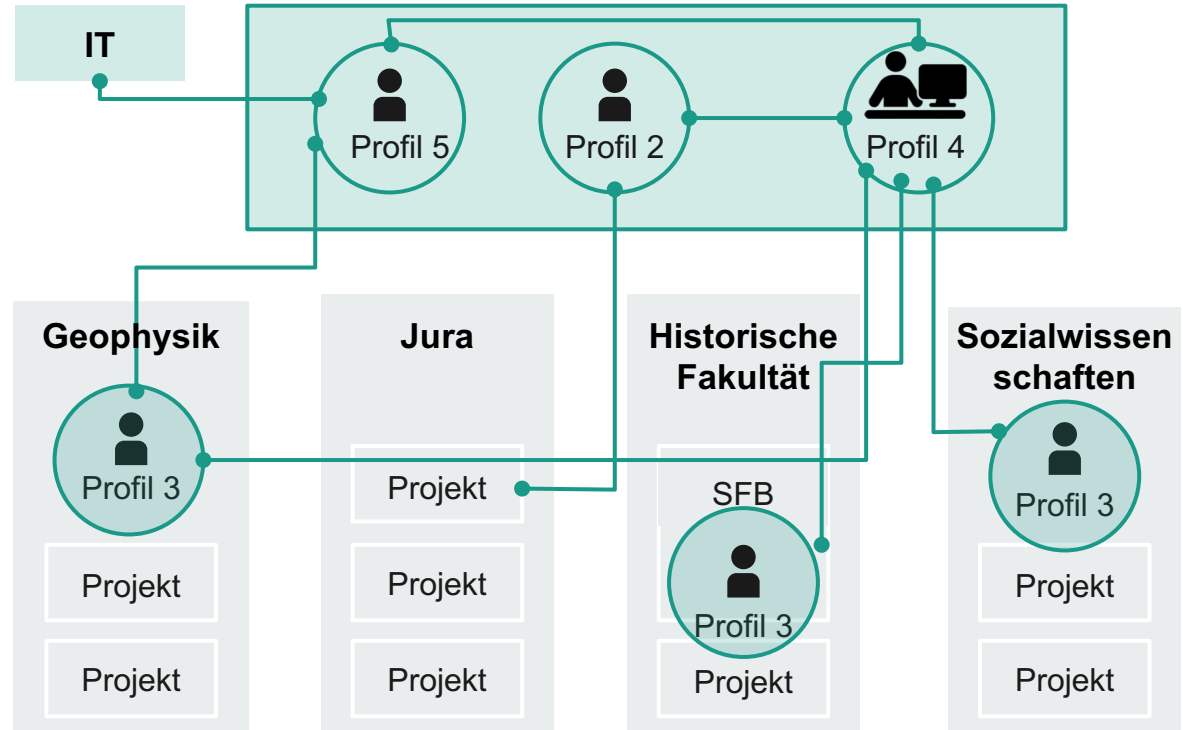 IT
Profil 5
Profil 2
Profil 4
Geophysik
Profil 3
Projekt
Projekt
Jura
Projekt
Projekt
Projekt
Historische
Fakultät
SFB
Profil 3
Projekt
Sozialwissen
schaften
Profil 3
Projekt
Projekt